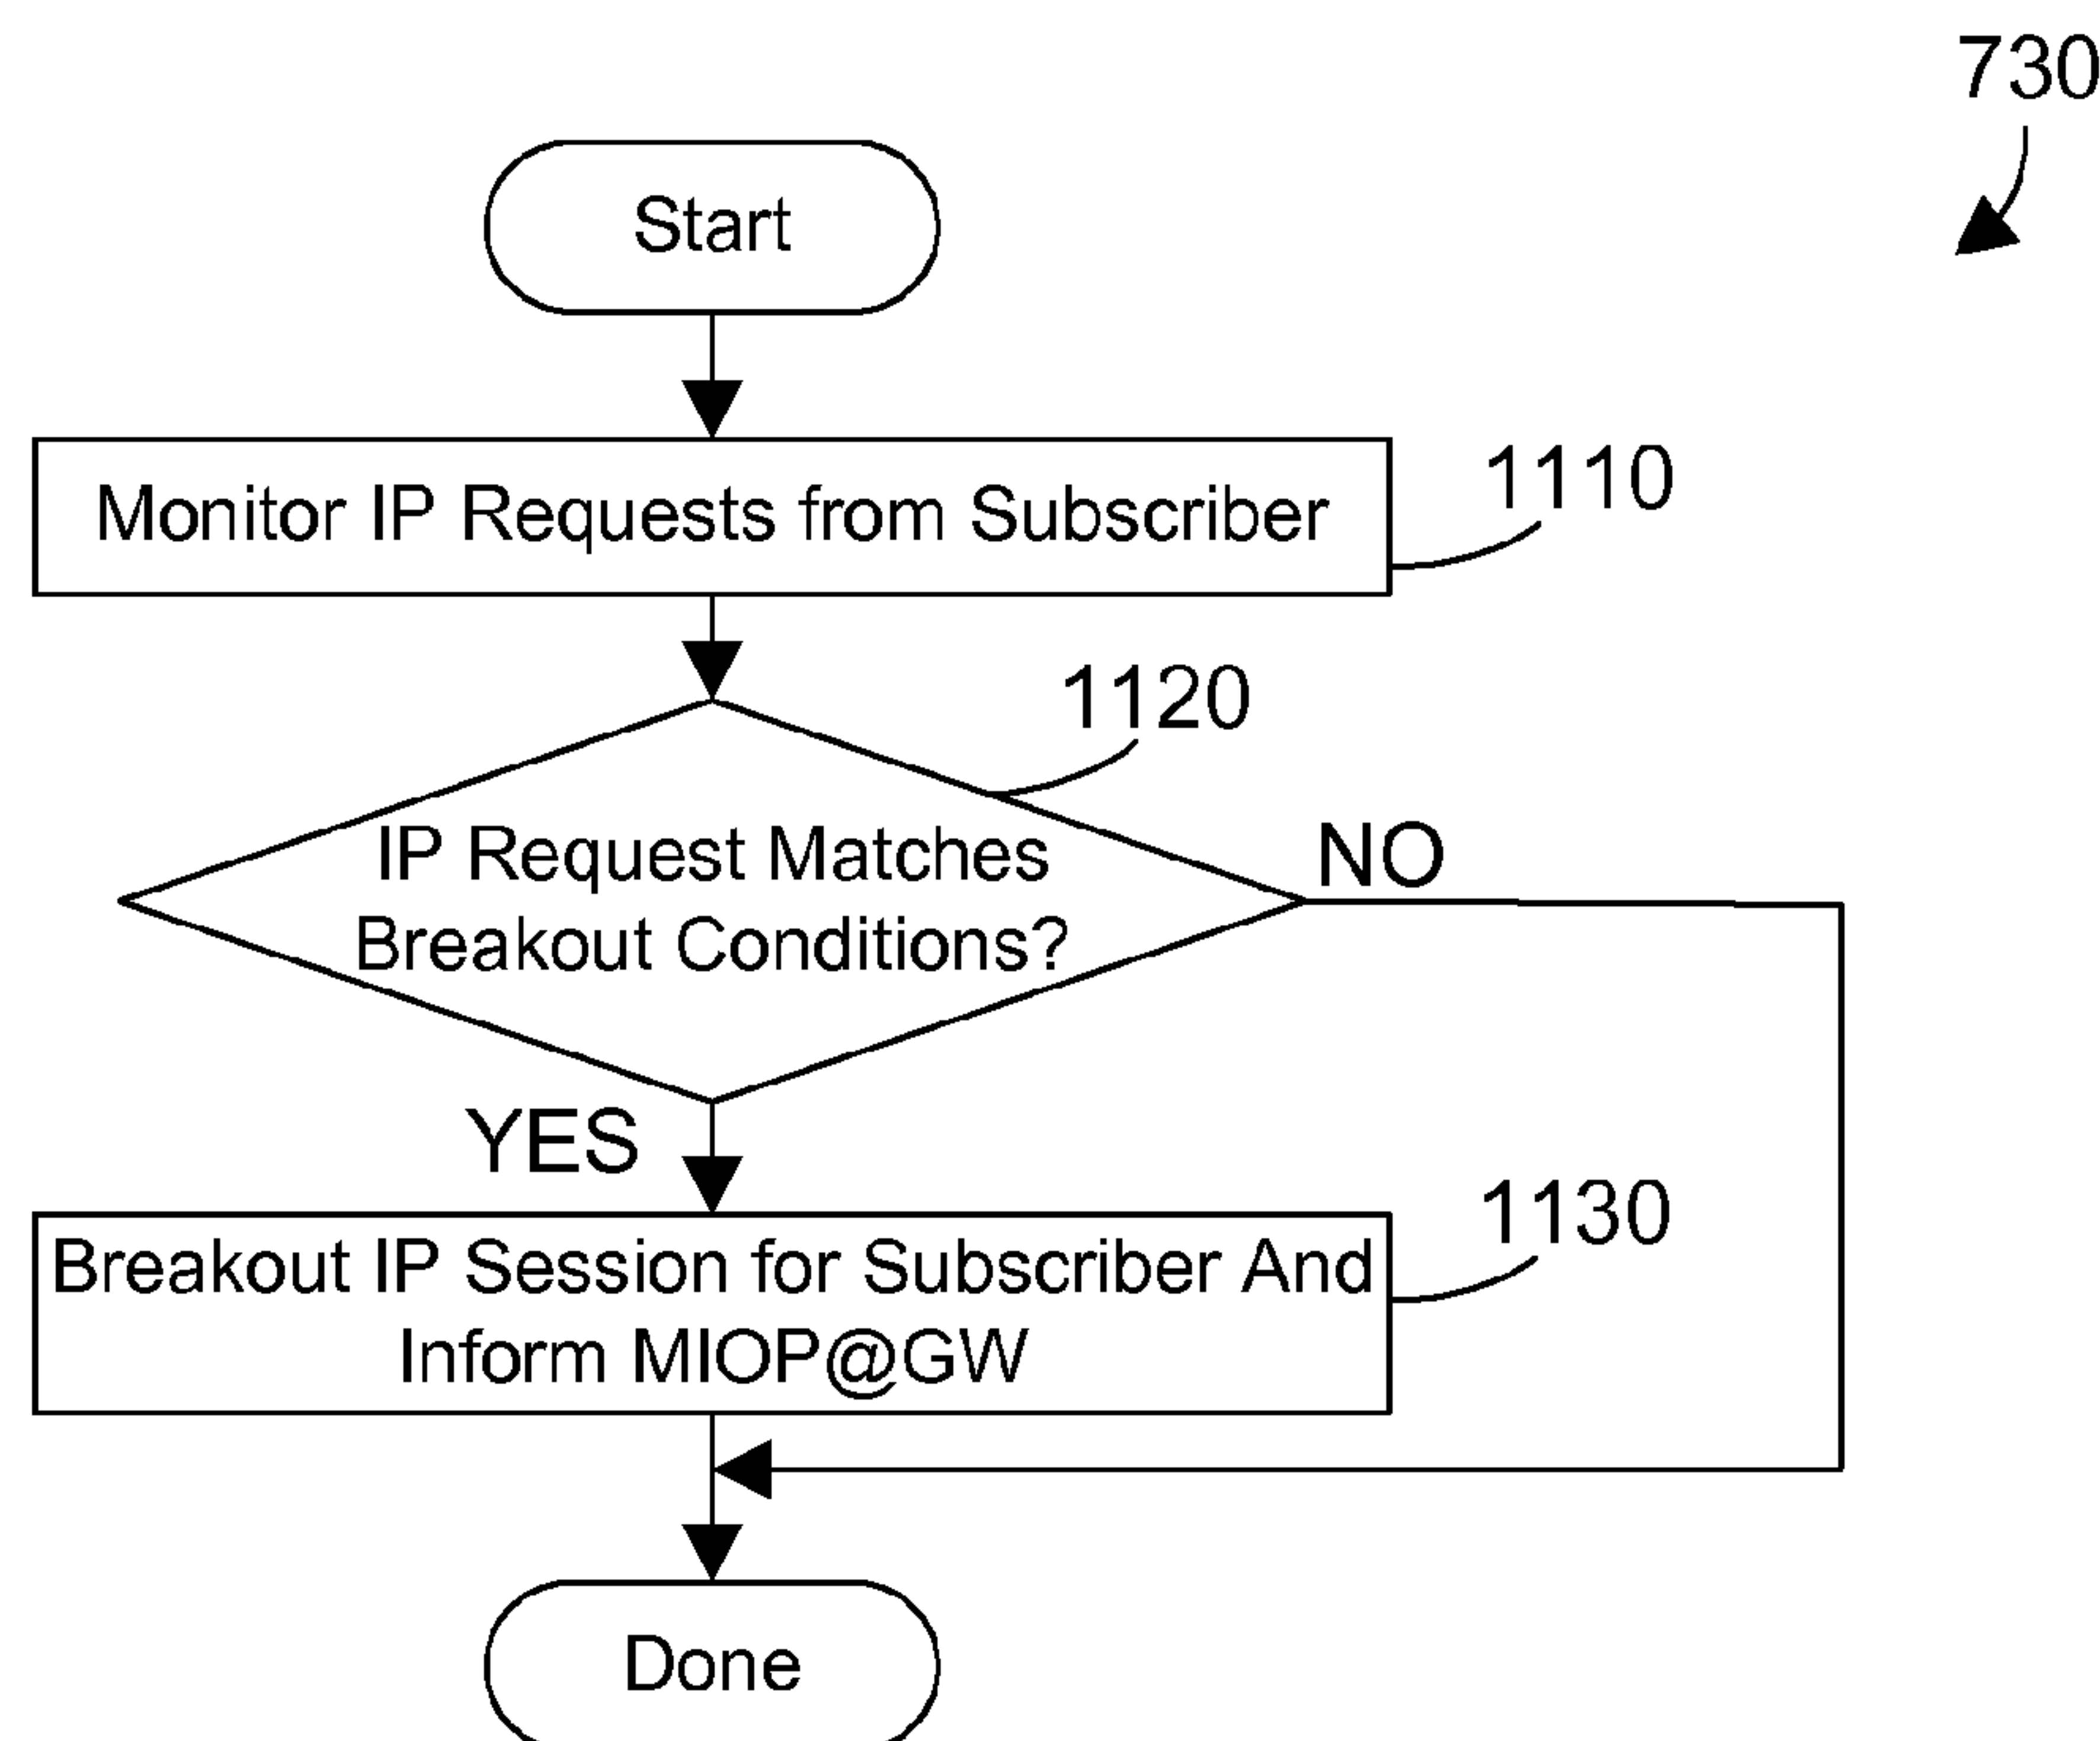 730
Start
Monitor IP Requests from Subscriber
1110
1120
IP Request Matches
Breakout Conditions?
NO
YES
1130
Breakout IP Session for Subscriber And
Inform MIOP@GW
Done